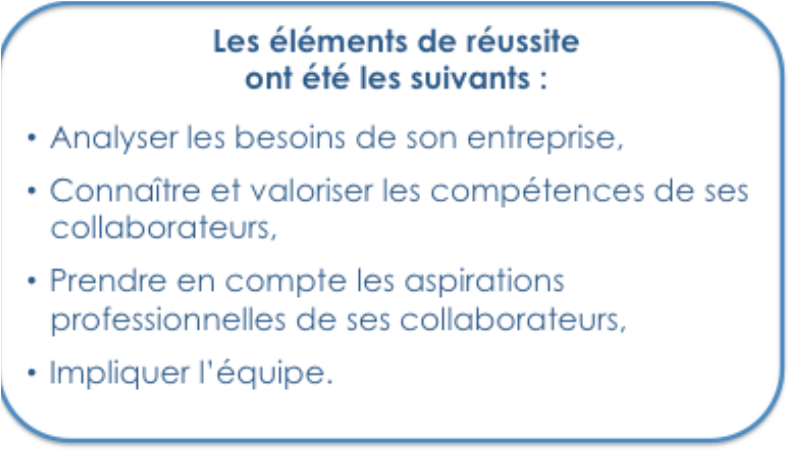 Les éléments de réussite
ont été les suivants :
• Analyser les besoins de son entreprise,
• Connaître et valoriser les compétences de ses
collaborateurs,
• Prendre en compte les aspirations
professionnelles de ses collaborateurs,
• Impliquer l'équipe.